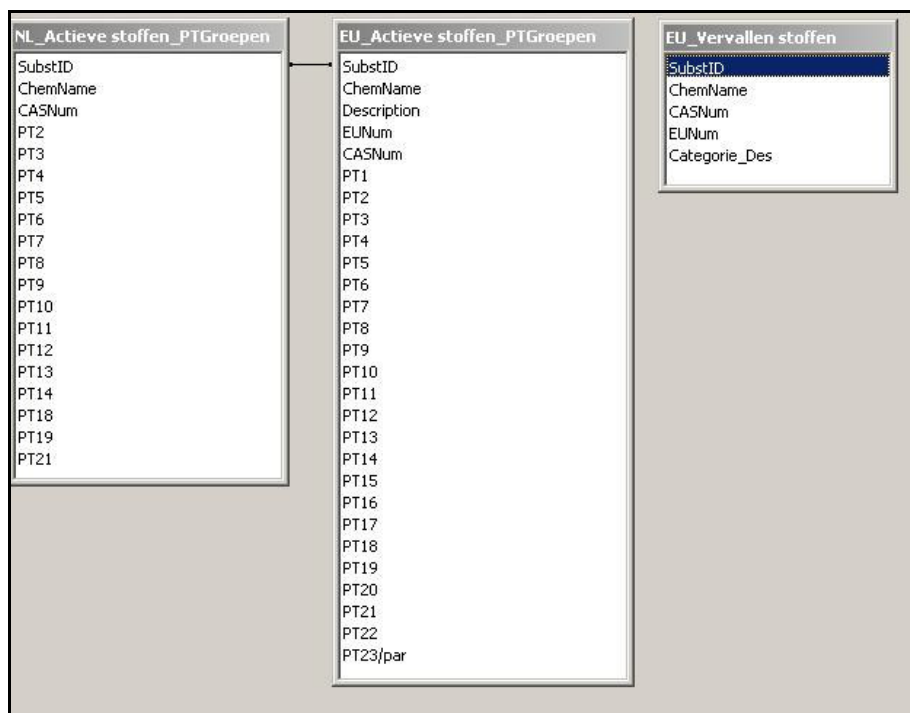 NL_Actieve stoffen_PTGroepen
SubstID
ChemName
CASNum
PT2
PT3
PT4
PT5
PT6
PT7
PT8
PT9
PT10
PT11
PT12
PT13
PT14
PT18
PT19
PT21
EU_Actieve stoffen_PTGroepen
SubstID
ChemName
Description
EUNum
CASNum
PT1
PT2
PT3
PT4
PT5
PT6
PT7
PT8
PT9
PT10
PT11
PT12
PT13
PT14
PT15
PT16
PT17
PT18
PT19
PT20
PT21
PT22
PT23/par
EU_Vervallen stoffen
SubstID
ChemName
CASNum
EUNum
Categorie_Des